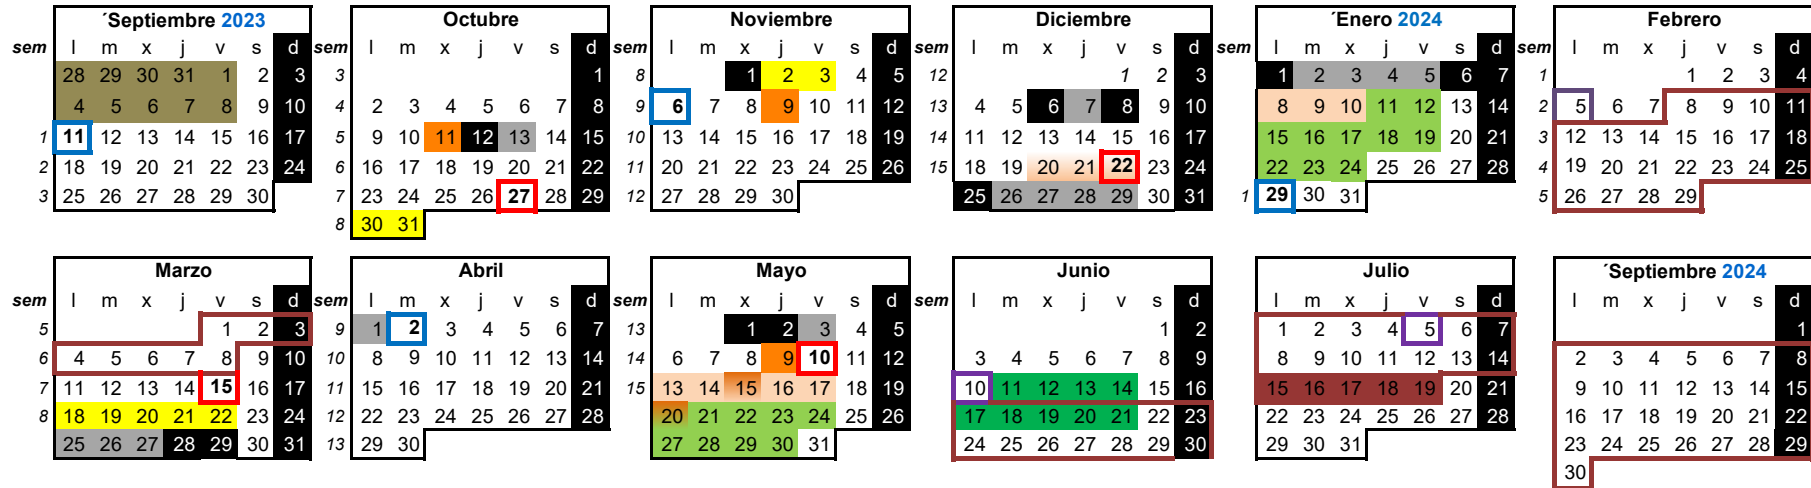 ´Septiembre 2023
sem l m x j v s d
28 29 30 31 1 2 3
4 5 6 7 8 9 10
1 11 12 13 14 15 16 17
2 18 19 20 21 22 23 24
3 25 26 27 28 29 30
Octubre
sem l m x j v s d
3 1
4 2 3 4 5 6 7 8
5 9 10 11 12 13 14 15
6 16 17 18 19 20 21 22
7 23 24 25 26 27 28 29
8 30 31
Noviembre
sem l m x j v s d
8 1 2 3 4 5
9 6 7 8 9 10 11 12
10 13 14 15 16 17 18 19
11 20 21 22 23 24 25 26
12 27 28 29 30
Diciembre
l m x j v s d
12 1 2 3
13 4 5 6 7 8 9 10
14 11 12 13 14 15 16 17
15 18 19 20 21 22 23 24
25 26 27 28 29 30 31
´Enero 2024
sem l m x j v s d
1 2 3 4 5 6 7
8 9 10 11 12 13 14
15 16 17 18 19 20 21
22 23 24 25 26 27 28
1 29 30 31
Febrero
sem l m x j v s d
1 1 2 3 4
2 5 6 7 8 9 10 11
3 12 13 14 15 16 17 18
4 19 20 21 22 23 24 25
5 26 27 28 29
Marzo
sem l m x j v s d
5 1 2 3
6 4 5 6 7 8 9 10
7 11 12 13 14 15 16 17
8 18 19 20 21 22 23 24
25 26 27 28 29 30 31
Abril
sem l m x j v s d
9 1 2 3 4 5 6 7
10 8 9 10 11 12 13 14
11 15 16 17 18 19 20 21
12 22 23 24 25 26 27 28
13 29 30
Mayo
sem l m x j v s d
13 1 2 3 4 5
14 6 7 8 9 10 11 12
15 13 14 15 16 17 18 19
20 21 22 23 24 25 26
27 28 29 30 31
Junio
sem l m x j v s d
1 2
3 4 5 6 7 8 9
10 11 12 13 14 15 16
17 18 19 20 21 22 23
24 25 26 27 28 29 30
Julio
l m x j v s d
1 2 3 4 5 6 7
8 9 10 11 12 13 14
15 16 17 18 19 20 21
22 23 24 25 26 27 28
29 30 31
´Septiembre 2024
l m x j v s d
1
2 3 4 5 6 7 8
9 10 11 12 13 14 15
16 17 18 19 20 21 22
23 24 25 26 27 28 29
30